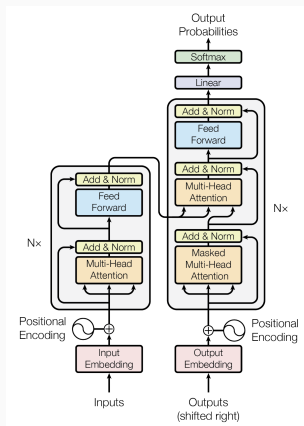 Output
Probabilities
Softmax
Linear
Add & Norm
Feed
Forward
Add & Norm
Multi-Head
Attention
Add & Norm
Masked
Multi-Head
Attention
Nx
Positional
Encoding
Output
Embedding
Outputs
(shifted right)
Add & Norm
Feed
Forward
Add & Norm
Multi-Head
Attention
Nx
Positional
Encoding
Input
Embedding
Inputs